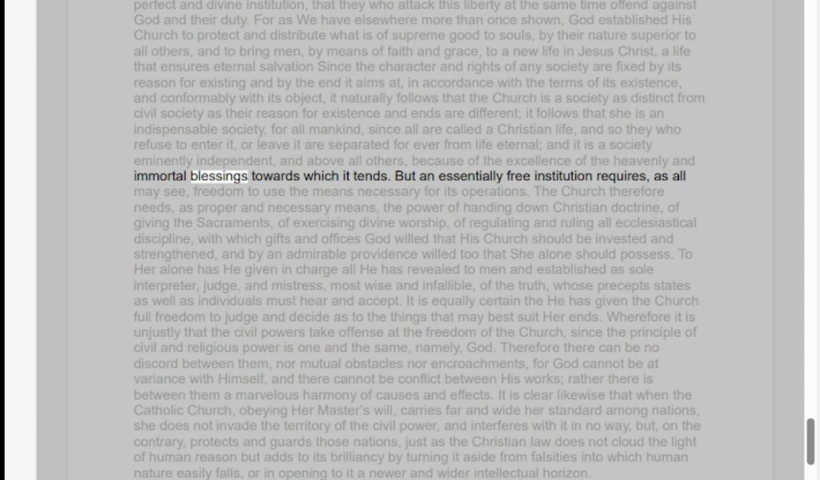 perfect and divine institution, that they who attack this liberty at the same time offend against
God and their duty. For as We have elsewhere more than once shown, God established His
Church to protect and distribute what is of supreme good to souls, by their nature superior to
all others, and to bring men, by means of faith and grace, to a new life in Jesus Christ, a life
that ensures eternal salvation Since the character and rights of any society are fixed by its
reason for existing and by the end it aims at, in accordance with the terms of its existence,
and conformably with its object, it naturally follows that the Church is a society as distinct from
civil society as their reason for existence and ends are different; it follows that she is an
indispensable society, for all mankind, since all are called a Christian life, and so they who
refuse to enter it, or leave it are separated for ever from life eternal; and it is a society
eminently independent, and above all others, because of the excellence of the heavenly and
immortal blessings towards which it tends. But an essentially free institution requires, as all
may see, freedom to use the means necessary for its operations. The Church therefore
needs, as proper and necessary means, the power of handing down Christian doctrine, of
giving the Sacraments, of exercising divine worship, of regulating and ruling all ecclesiastical
discipline, with which gifts and offices God willed that His Church should be invested and
strengthened, and by an admirable providence willed too that She alone should possess. To
Her alone has He given in charge all He has revealed to men and established as sole
interpreter, judge, and mistress, most wise and infallible, of the truth, whose precepts states
as well as individuals must hear and accept. It is equally certain the He has given the Church
full freedom to judge and decide as to the things that may best suit Her ends. Wherefore it is
unjustly that the civil powers take offense at the freedom of the Church, since the principle of
civil and religious power is one and the same, namely, God. Therefore there can be no
discord between them, nor mutual obstacles nor encroachments, for God cannot be at
variance with Himself, and there cannot be conflict between His works; rather there is
between them a marvelous harmony of causes and effects. It is clear likewise that when the
Catholic Church, obeying Her Master's will, carries far and wide her standard among nations,
she does not invade the territory of the civil power, and interferes with it in no way, but, on the
contrary, protects and guards those nations, just as the Christian law does not cloud the light
of human reason but adds to its brilliancy by turning it aside from falsities into which human
nature easily falls, or in opening to it a newer and wider intellectual horizon.